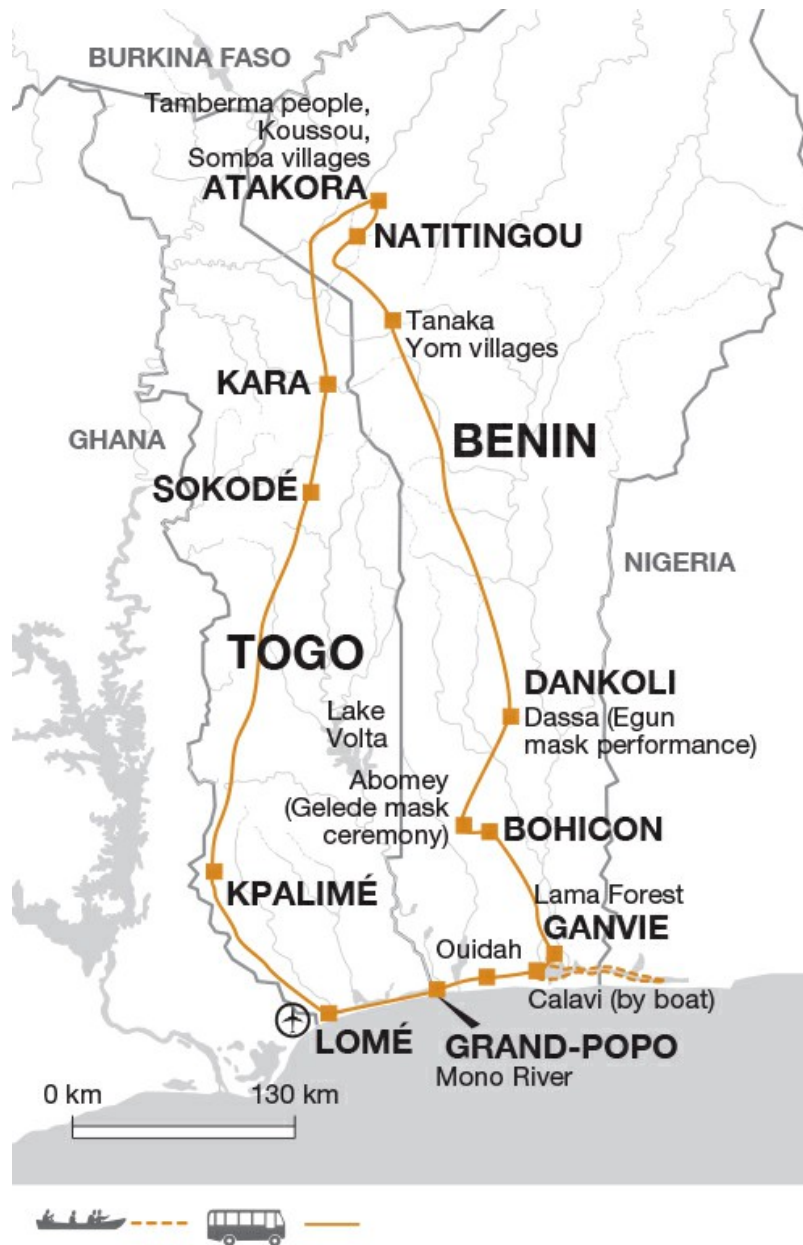 BURKINA FASO
Tamberma people,
Koussou,
Somba villages
ATAKORA
NATITINGOU
Tanaka
Yom villages
KARA
BENIN
GHANA
SOKODÉ
NIGERIA
TOGO
DANKOLI
Dassa (Egun
mask performance)
Lake
Volta
Abomey
(Gelede mask
ceremony)
BOHICON
KPALIMÉ
Lama Forest
GANVIE
Ouidah
Calavi (by boat)
LOMÉ
GRAND-POPO
Mono River
0 km
130 km